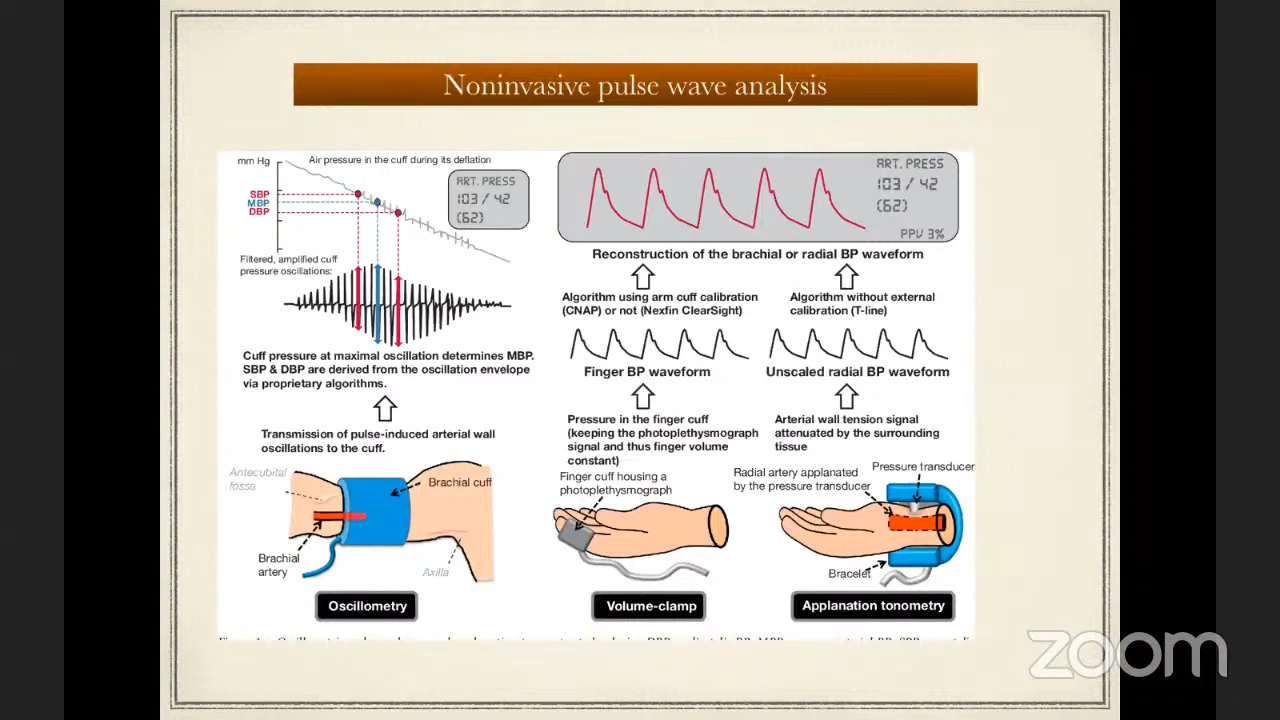 Noninvasive pulse wave analysis
mm Hg
Air pressure in the cuff during its deflation
SBP
MBP
DBP
ART. PRESS
103 / 42
(62)
Filtered, amplified cuff
pressure oscillations:
Cuff pressure at maximal oscillation determines MBP.
SBP & DBP are derived from the oscillation envelope
via proprietary algorithms.
Transmission of pulse-induced arterial wall
oscillations to the cuff.
Antecubital
fossa
Brachial cuff
Brachial
artery
Axilla
Oscillometry
ART. PRESS
103 / 42
(62)
PPV 3%
Reconstruction of the brachial or radial BP waveform
Algorithm using arm cuff calibration
(CNAP) or not (Nexfin ClearSight)
Finger BP waveform
Pressure in the finger cuff
(keeping the photoplethysmograph
signal and thus finger volume
constant)
Finger cuff housing a
photoplethysmograph
Volume-clamp
Algorithm without external
calibration (T-line)
Unscaled radial BP waveform
Arterial wall tension signal
attenuated by the surrounding
tissue
Pressure transducer
Radial artery applanated
by the pressure transducer
Bracelet
Applanation tonometry
zoom